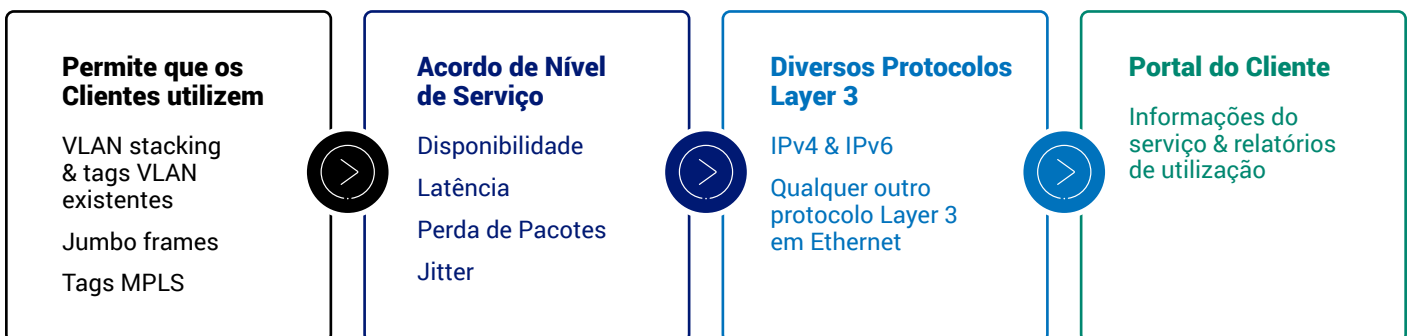 Permite que os
Clientes utilizem
VLAN stacking
& tags VLAN
existentes
Jumbo frames
Tags MPLS
Acordo de Nível
de Serviço
Disponibilidade
Latência
Perda de Pacotes
Jitter
Diversos Protocolos
Layer 3
IPv4 & IPv6
Qualquer outro
protocolo Layer 3
em Ethernet
Portal do Cliente
Informações do
serviço & relatórios
de utilização